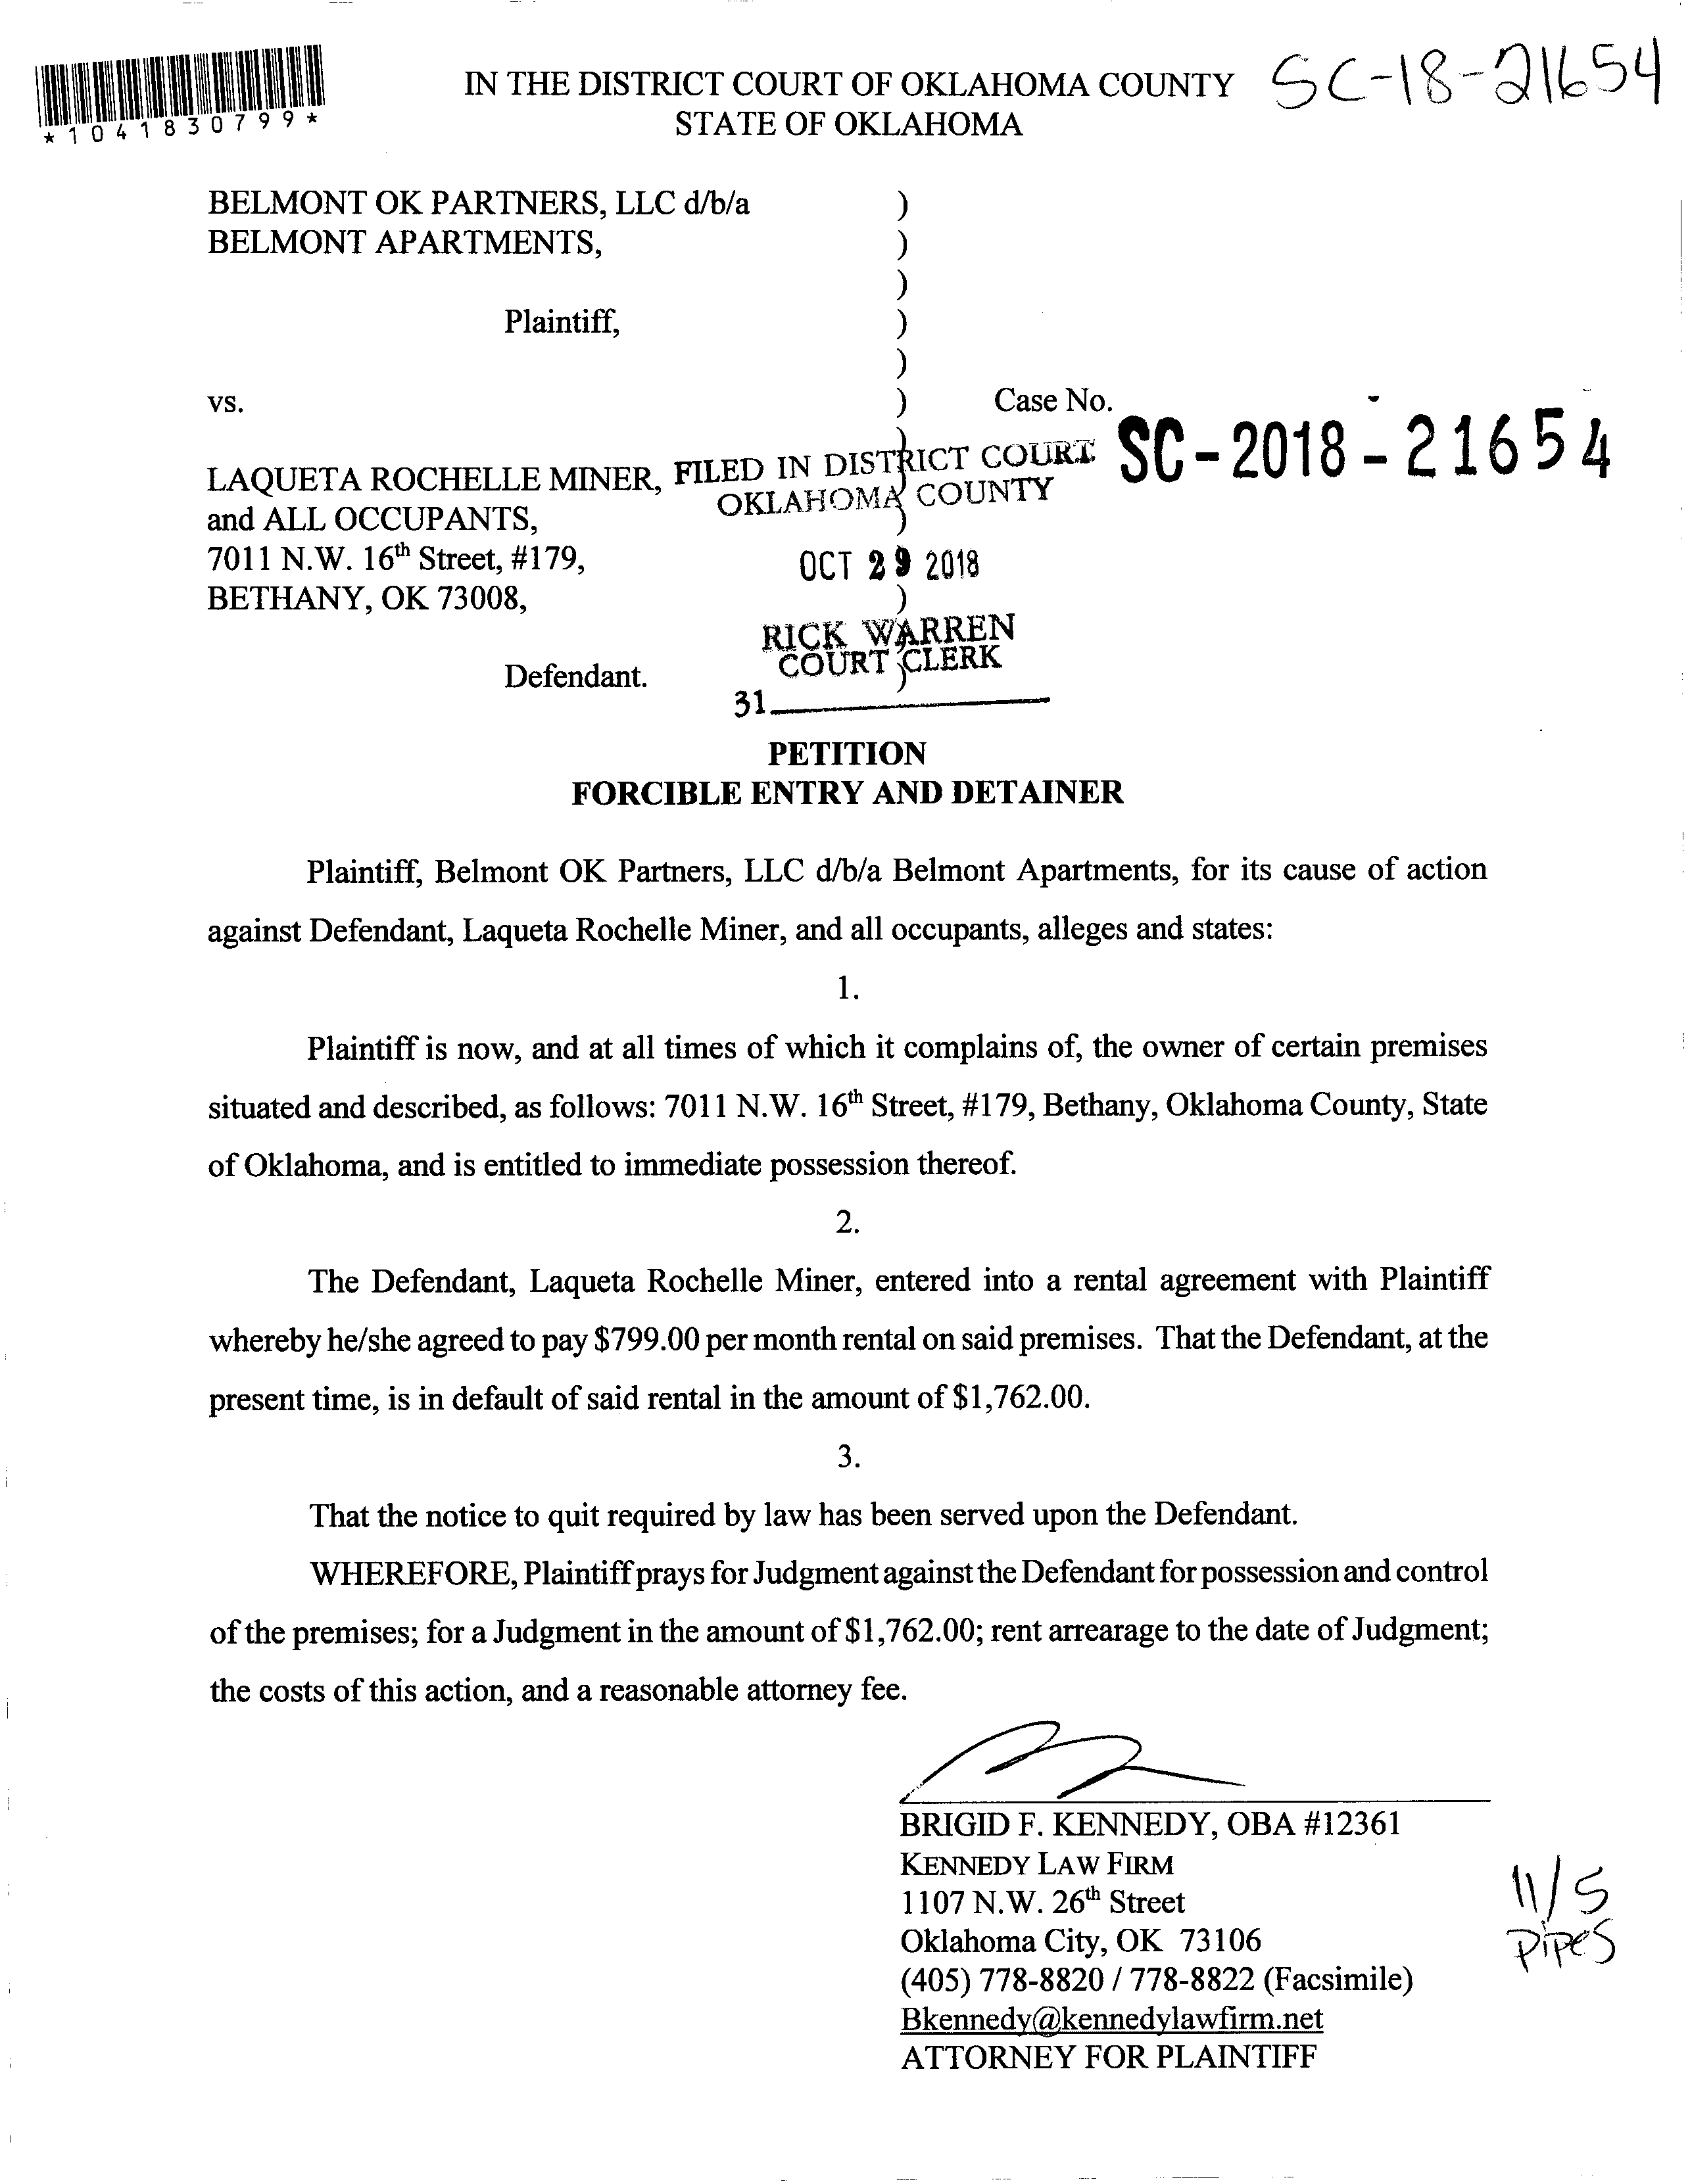 *1041830799*
IN THE DISTRICT COURT OF OKLAHOMA COUNTY
STATE OF OKLAHOMA
SC-18-21654
BELMONT OK PARTNERS, LLC d/b/a )
BELMONT APARTMENTS, )
)
Plaintiff, )
)
vs. ) Case No.
SC-2018-21654
LAQUETA ROCHELLE MINER,
and ALL OCCUPANTS, )
7011 N.W. 16th Street, #179,
BETHANY, OK 73008, )
Defendant. )
FILED IN DISTRICT COURT
OKLAHOMA COUNTY
OCT 29 2018
RICK WARREN
COURT CLERK
31
PETITION
FORCIBLE ENTRY AND DETAINER
Plaintiff, Belmont OK Partners, LLC d/b/a Belmont Apartments, for its cause of action
against Defendant, Laqueta Rochelle Miner, and all occupants, alleges and states:
1.
Plaintiff is now, and at all times of which it complains of, the owner of certain premises
situated and described, as follows: 7011 N.W. 16th Street, #179, Bethany, Oklahoma County, State
of Oklahoma, and is entitled to immediate possession thereof.
2.
The Defendant, Laqueta Rochelle Miner, entered into a rental agreement with Plaintiff
whereby he/she agreed to pay $799.00 per month rental on said premises. That the Defendant, at the
present time, is in default of said rental in the amount of $1,762.00.
3.
That the notice to quit required by law has been served upon the Defendant.
WHEREFORE, Plaintiff prays for Judgment against the Defendant for possession and control
of the premises; for a Judgment in the amount of $1,762.00; rent arrearage to the date of Judgment;
the costs of this action, and a reasonable attorney fee.
BRIGID F. KENNEDY, OBA #12361
KENNEDY LAW FIRM
1107 N.W. 26th Street
Oklahoma City, OK 73106
(405) 778-8820 / 778-8822 (Facsimile)
Bkennedy@kennedylawfirm.net
ATTORNEY FOR PLAINTIFF
11/5
PIPES